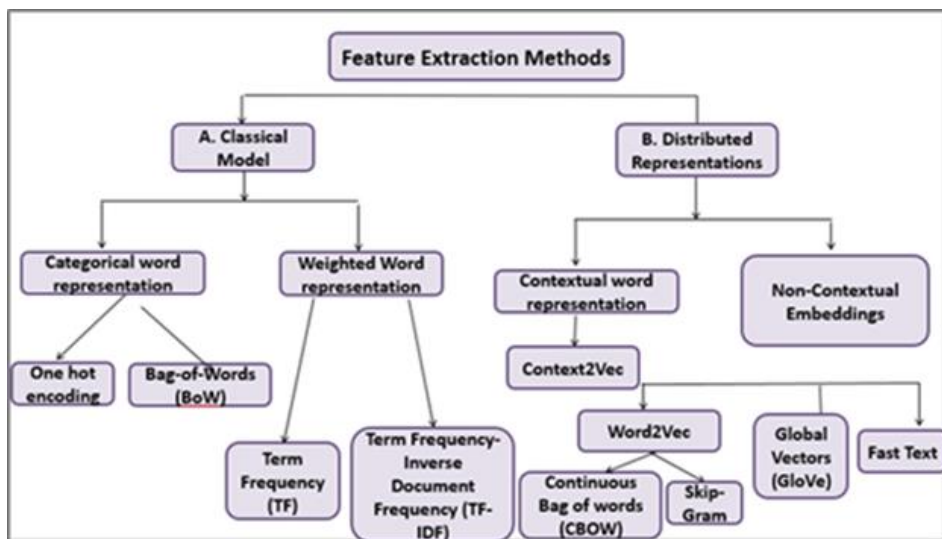 Feature Extraction Methods
A. Classical
Model
B. Distributed
Representations
Categorical word
representation
Weighted Word
representation
Contextual word
representation
Non-Contextual
Embeddings
One hot
encoding
Bag-of-Words
(BoW)
Context2Vec
Term
Frequency
(TF)
Term Frequency-
Inverse
Document
Frequency (TF-
IDF)
Word2Vec
Continuous
Bag of words
(CBOW)
Skip-
Gram
Global
Vectors
(GloVe)
Fast Text